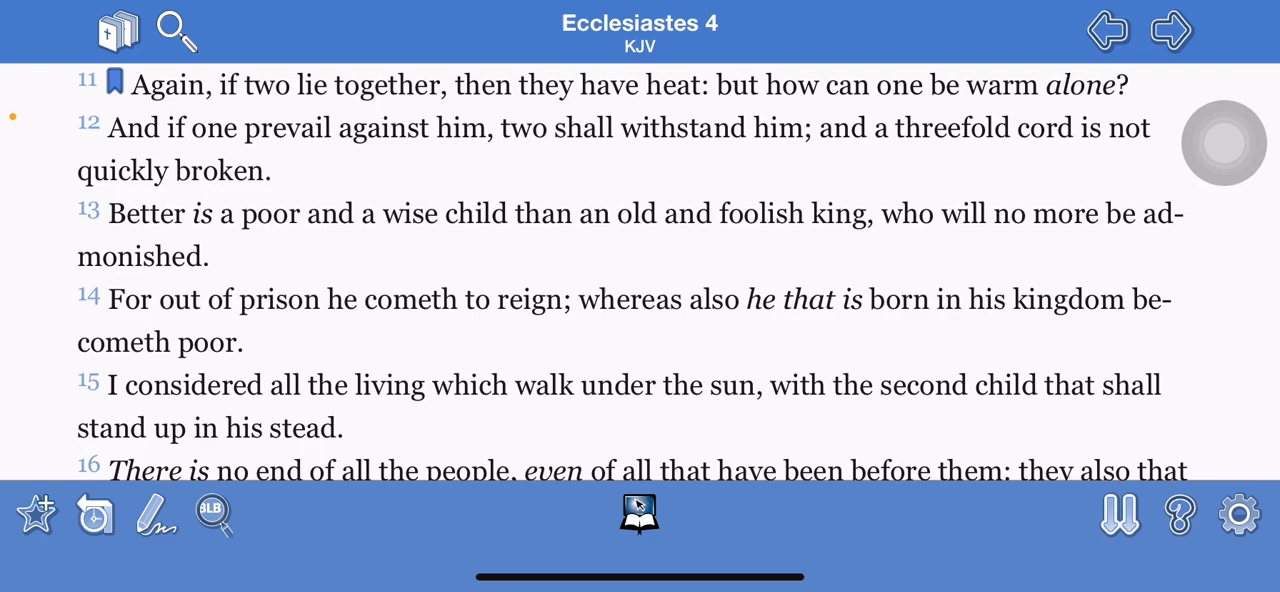 Ecclesiastes 4
KJV
11 Again, if two lie together, then they have heat: but how can one be warm alone?
12 And if one prevail against him, two shall withstand him; and a threefold cord is not
quickly broken.
13 Better is a poor and a wise child than an old and foolish king, who will no more be ad-
monished.
14 For out of prison he cometh to reign; whereas also he that is born in his kingdom be-
cometh poor.
15 I considered all the living which walk under the sun, with the second child that shall
stand up in his stead.
16 There is no end of all the people, even of all that have been before them: they also that
BLB